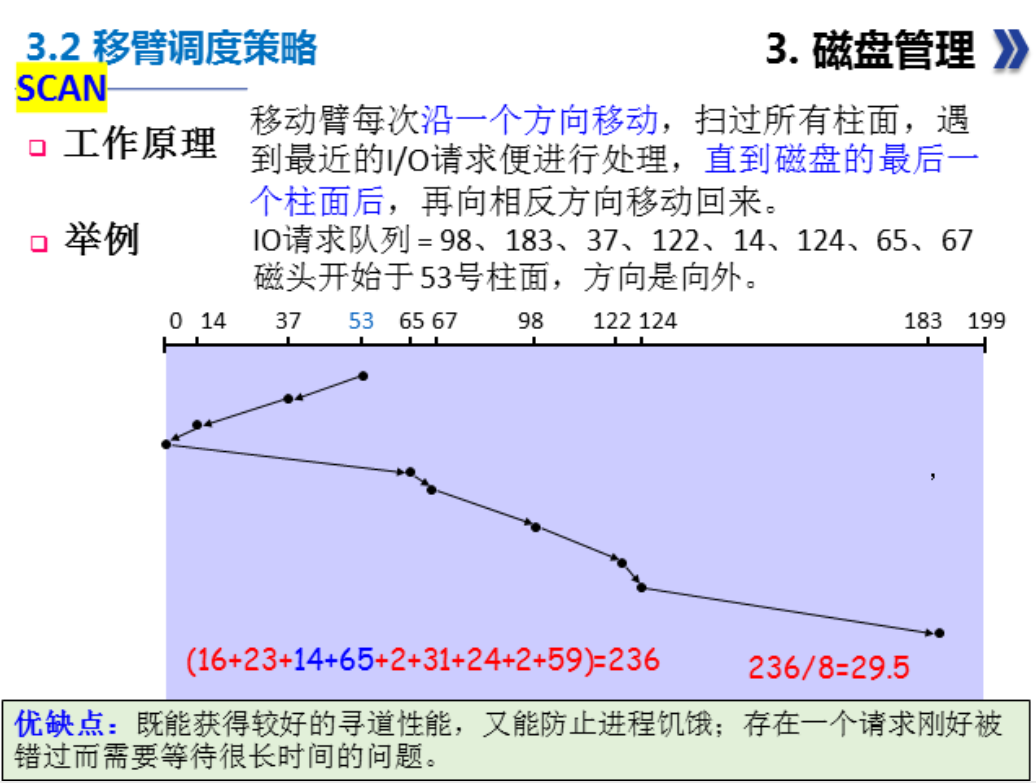 3.2 移臂调度策略
3. 磁盘管理
SCAN
工作原理
移动臂每次沿一个方向移动，扫过所有柱面，遇
到最近的I/O请求便进行处理，直到磁盘的最后一
个柱面后，再向相反方向移动回来。
举例
IO请求队列 = 98、183、37、122、14、124、65、67
磁头开始于 53号柱面，方向是向外。
0 14 37 53 65 67 98 122 124 183 199
，
(16+23+14+65+2+31+24+2+59)=236
236/8=29.5
优缺点：既能获得较好的寻道性能，又能防止进程饥饿；存在一个请求刚好被
错过而需要等待很长时间的问题。